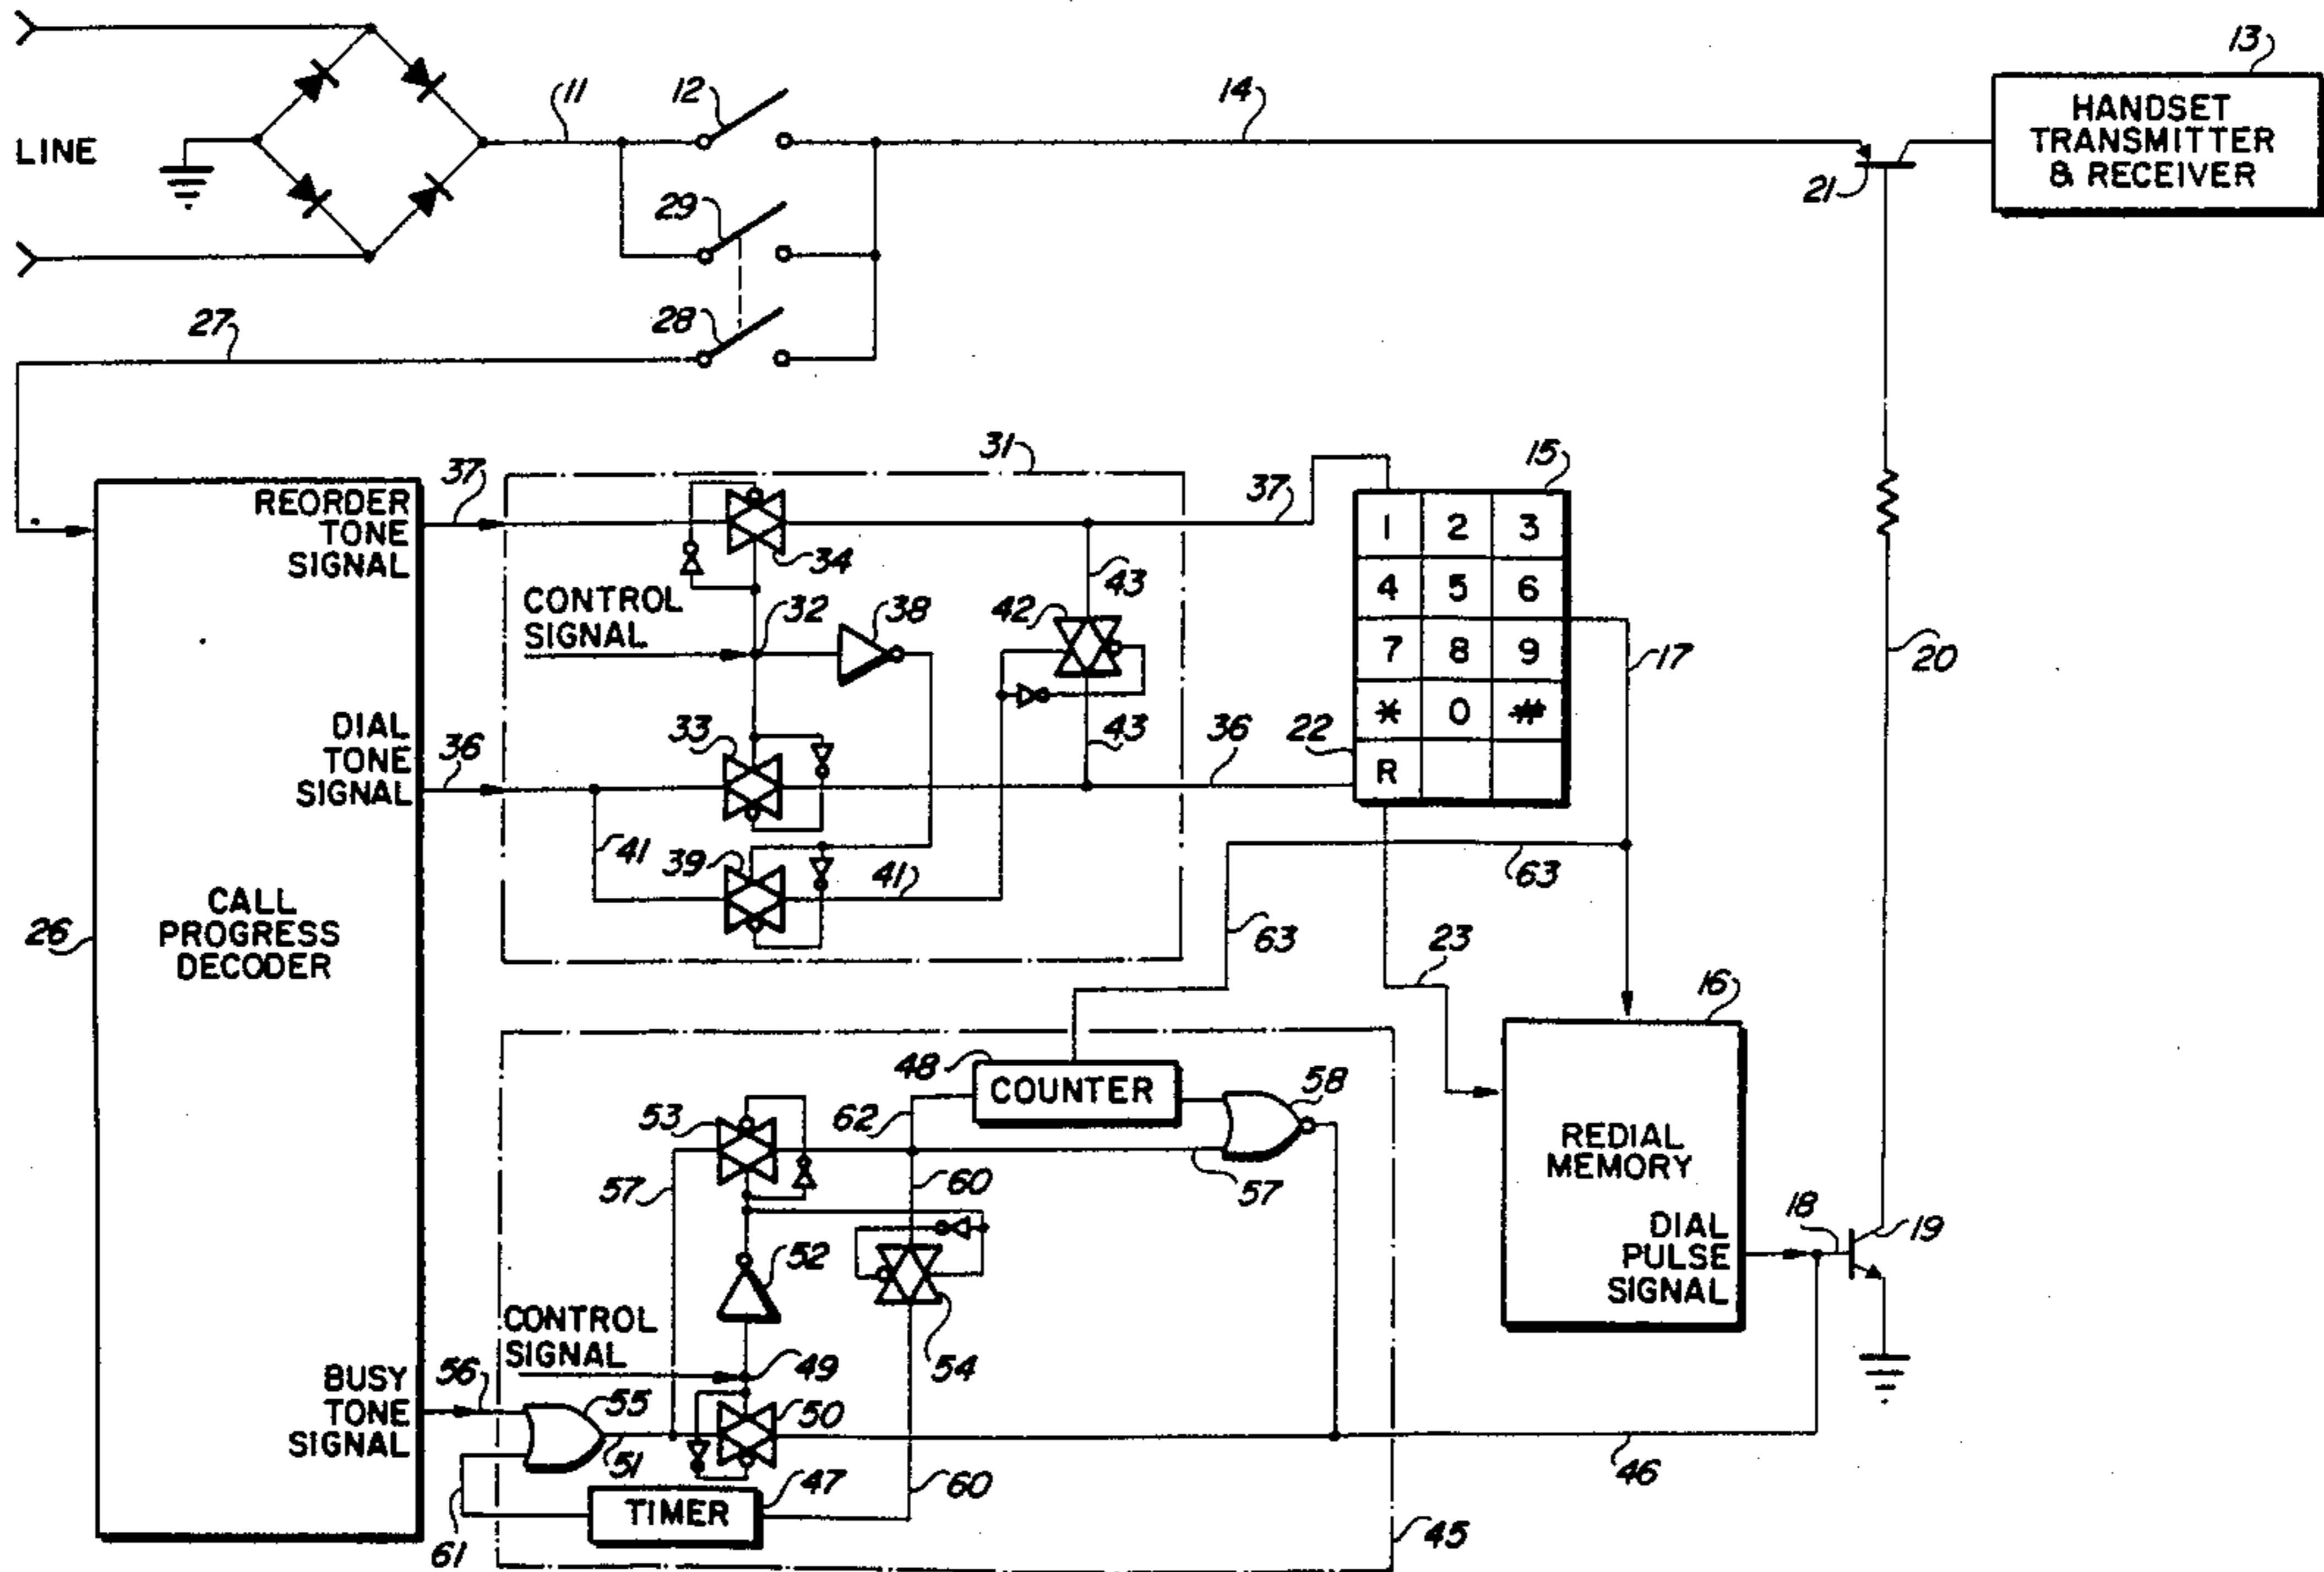 13
HANDSET
TRANSMITTER
& RECEIVER
11
12
14
LINE
29
21
27
28
31
15
REORDER
TONE
SIGNAL
37
37
34
1 2 3
4 5 6
7 8 9
* 0 #
R
43
CONTROL
SIGNAL
32
38
42
17
20
DIAL
TONE
SIGNAL
36
33
43
36
22
41
39
41
63
CALL
PROGRESS
DECODER
26
63
23
16
48
COUNTER
58
53
62
REDIAL
MEMORY
57
60
57
52
18
19
DIAL
PULSE
SIGNAL
CONTROL
SIGNAL
49
54
BUSY
TONE
SIGNAL
56
55
50
51
47
60
46
TIMER
61
45